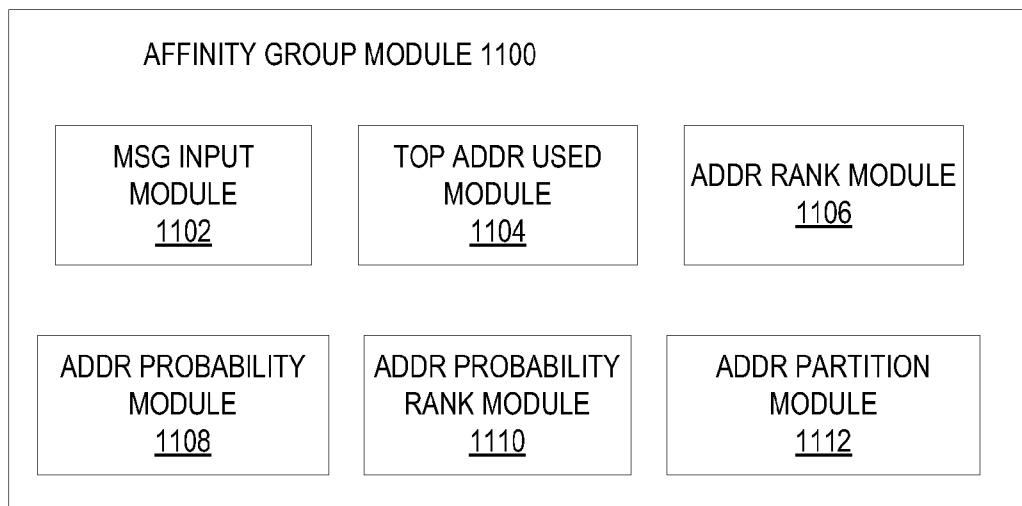 AFFINITY GROUP MODULE 1100
MSG INPUT
MODULE
1102
TOP ADDR USED
MODULE
1104
ADDR RANK MODULE
1106
ADDR PROBABILITY
MODULE
1108
ADDR PROBABILITY
RANK MODULE
1110
ADDR PARTITION
MODULE
1112